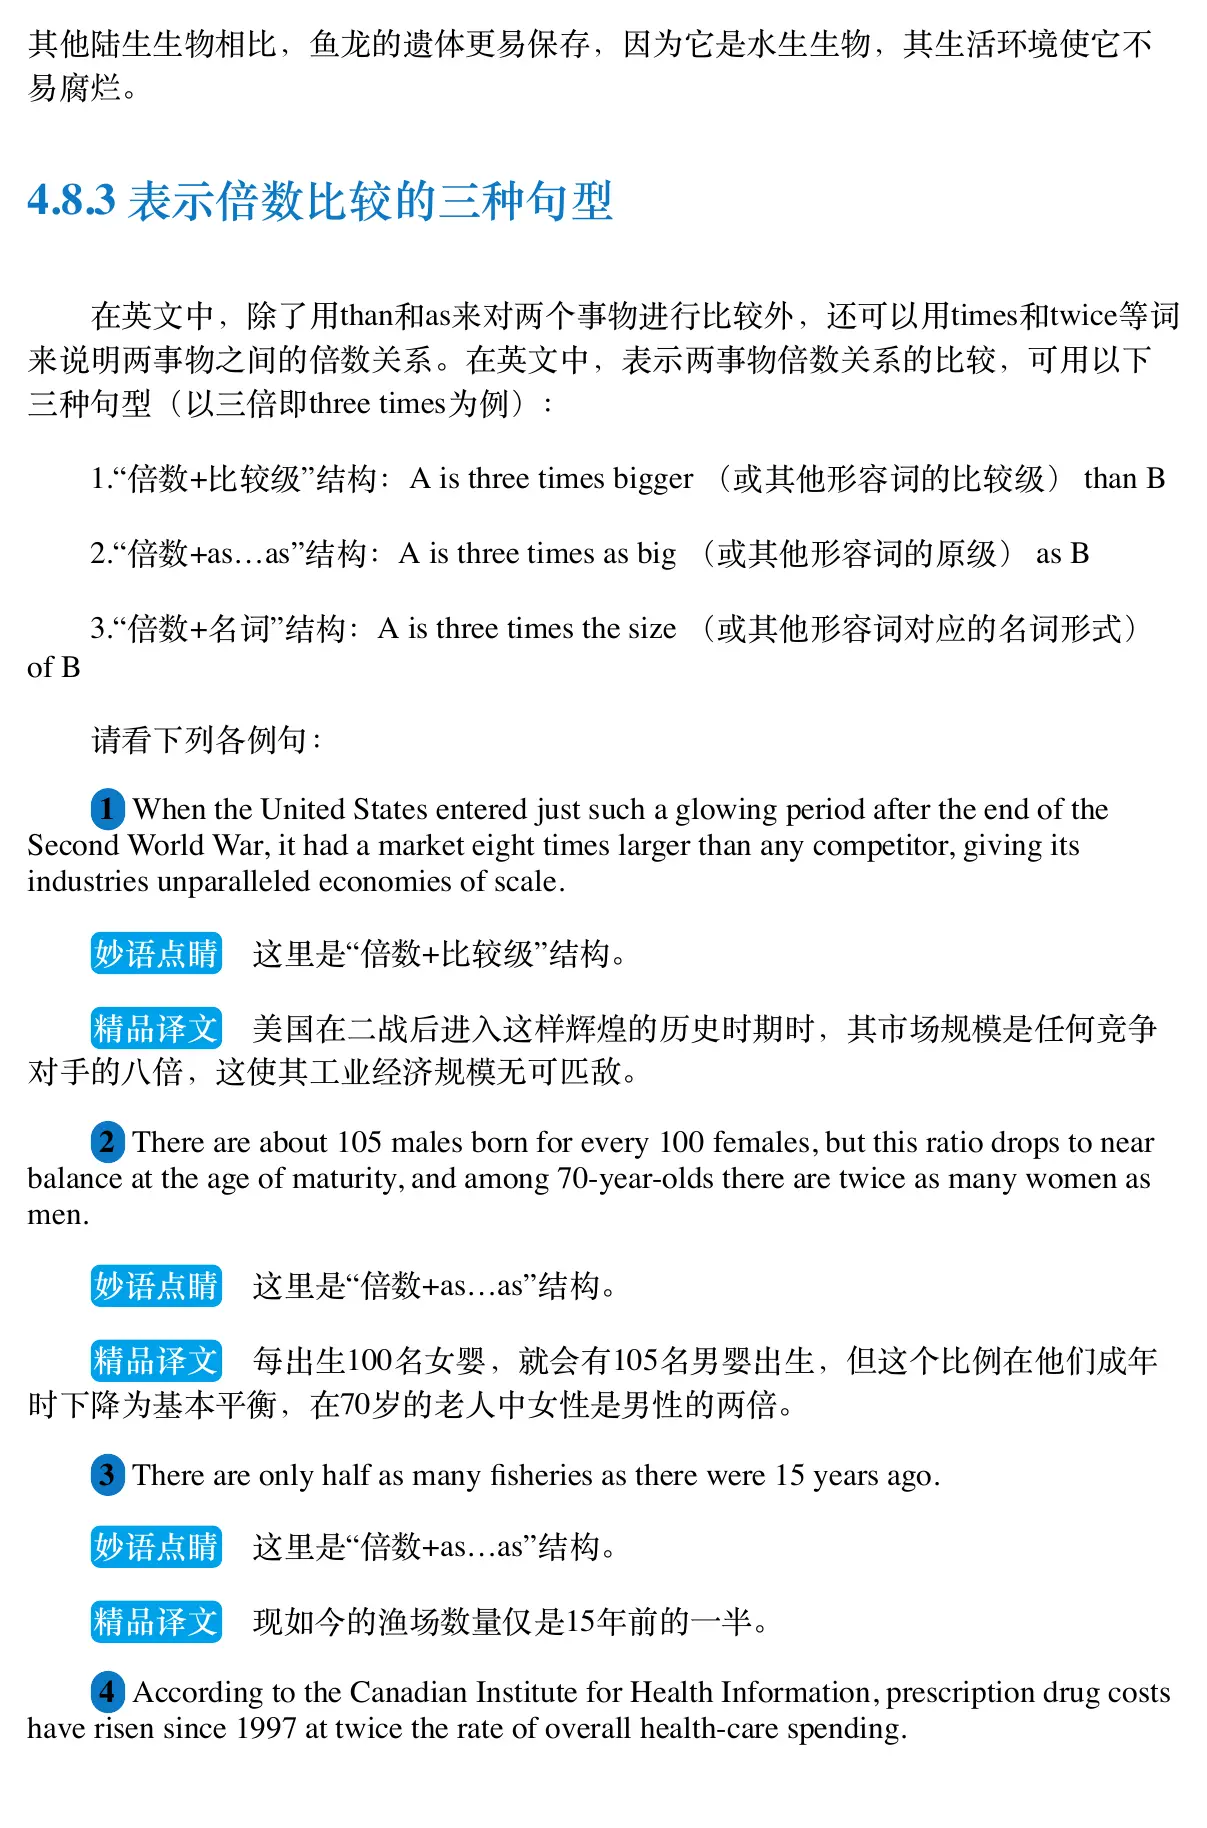 其他陆生生物相比，鱼龙的遗体更易保存，因为它是水生生物，其生活环境使它不
易腐烂。
4.8.3 表示倍数比较的三种句型
在英文中，除了用than和as来对两个事物进行比较外，还可以用times和twice等词
来说明两事物之间的倍数关系。在英文中，表示两事物倍数关系的比较，可用以下
三种句型（以三倍即three times为例）：
1.“倍数+比较级”结构：A is three times bigger （或其他形容词的比较级） than B
2.“倍数+as…as”结构：A is three times as big （或其他形容词的原级） as B
3.“倍数+名词”结构：A is three times the size （或其他形容词对应的名词形式）
of B
请看下列各例句：
1 When the United States entered just such a glowing period after the end of the
Second World War, it had a market eight times larger than any competitor, giving its
industries unparalleled economies of scale.
妙语点睛 这里是“倍数+比较级”结构。
精品译文 美国在二战后进入这样辉煌的历史时期时，其市场规模是任何竞争
对手的八倍，这使其工业经济规模无可匹敌。
2 There are about 105 males born for every 100 females, but this ratio drops to near
balance at the age of maturity, and among 70-year-olds there are twice as many women as
men.
妙语点睛 这里是“倍数+as…as”结构。
精品译文 每出生100名女婴，就会有105名男婴出生，但这个比例在他们成年
时下降为基本平衡，在70岁的老人中女性是男性的两倍。
3 There are only half as many fisheries as there were 15 years ago.
妙语点睛 这里是“倍数+as…as”结构。
精品译文 现如今的渔场数量仅是15年前的一半。
4 According to the Canadian Institute for Health Information, prescription drug costs
have risen since 1997 at twice the rate of overall health-care spending.